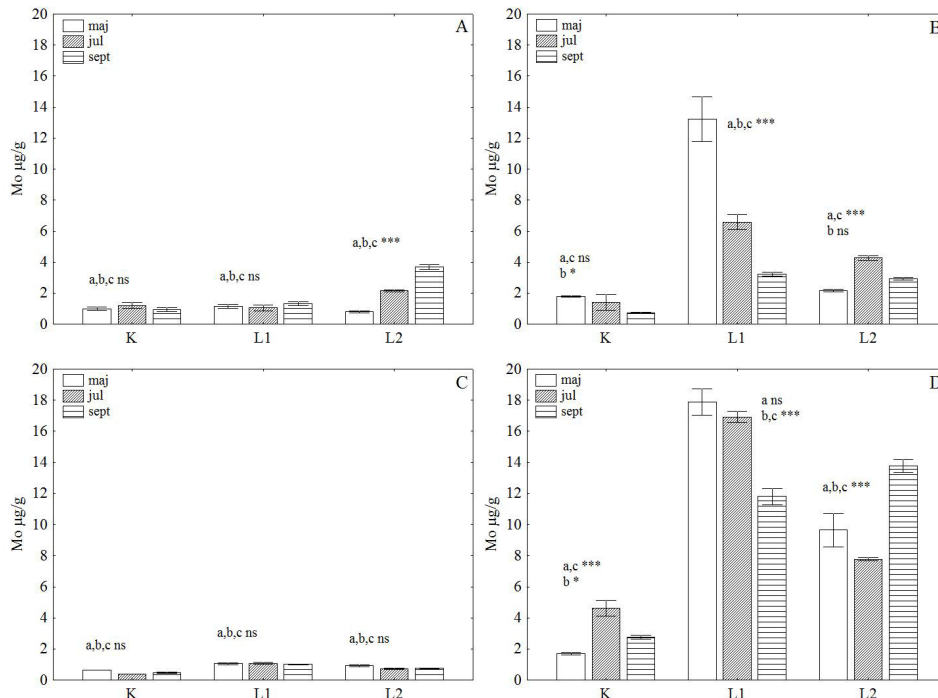 A
maj
jul
sept
Mo µg/g
20
18
16
14
12
10
8
6
4
2
0
a,b,c ns
a,b,c ns
a,b,c ***
K
L1
L2
B
maj
jul
sept
Mo µg/g
20
18
16
14
12
10
8
6
4
2
0
a,c ns
b *
a,b,c ***
a,c ***
b ns
K
L1
L2
C
maj
jul
sept
Mo µg/g
20
18
16
14
12
10
8
6
4
2
0
a,b,c ns
a,b,c ns
a,b,c ns
K
L1
L2
D
maj
jul
sept
Mo µg/g
20
18
16
14
12
10
8
6
4
2
0
a,c ***
b *
a ns
b,c ***
a,b,c ***
K
L1
L2